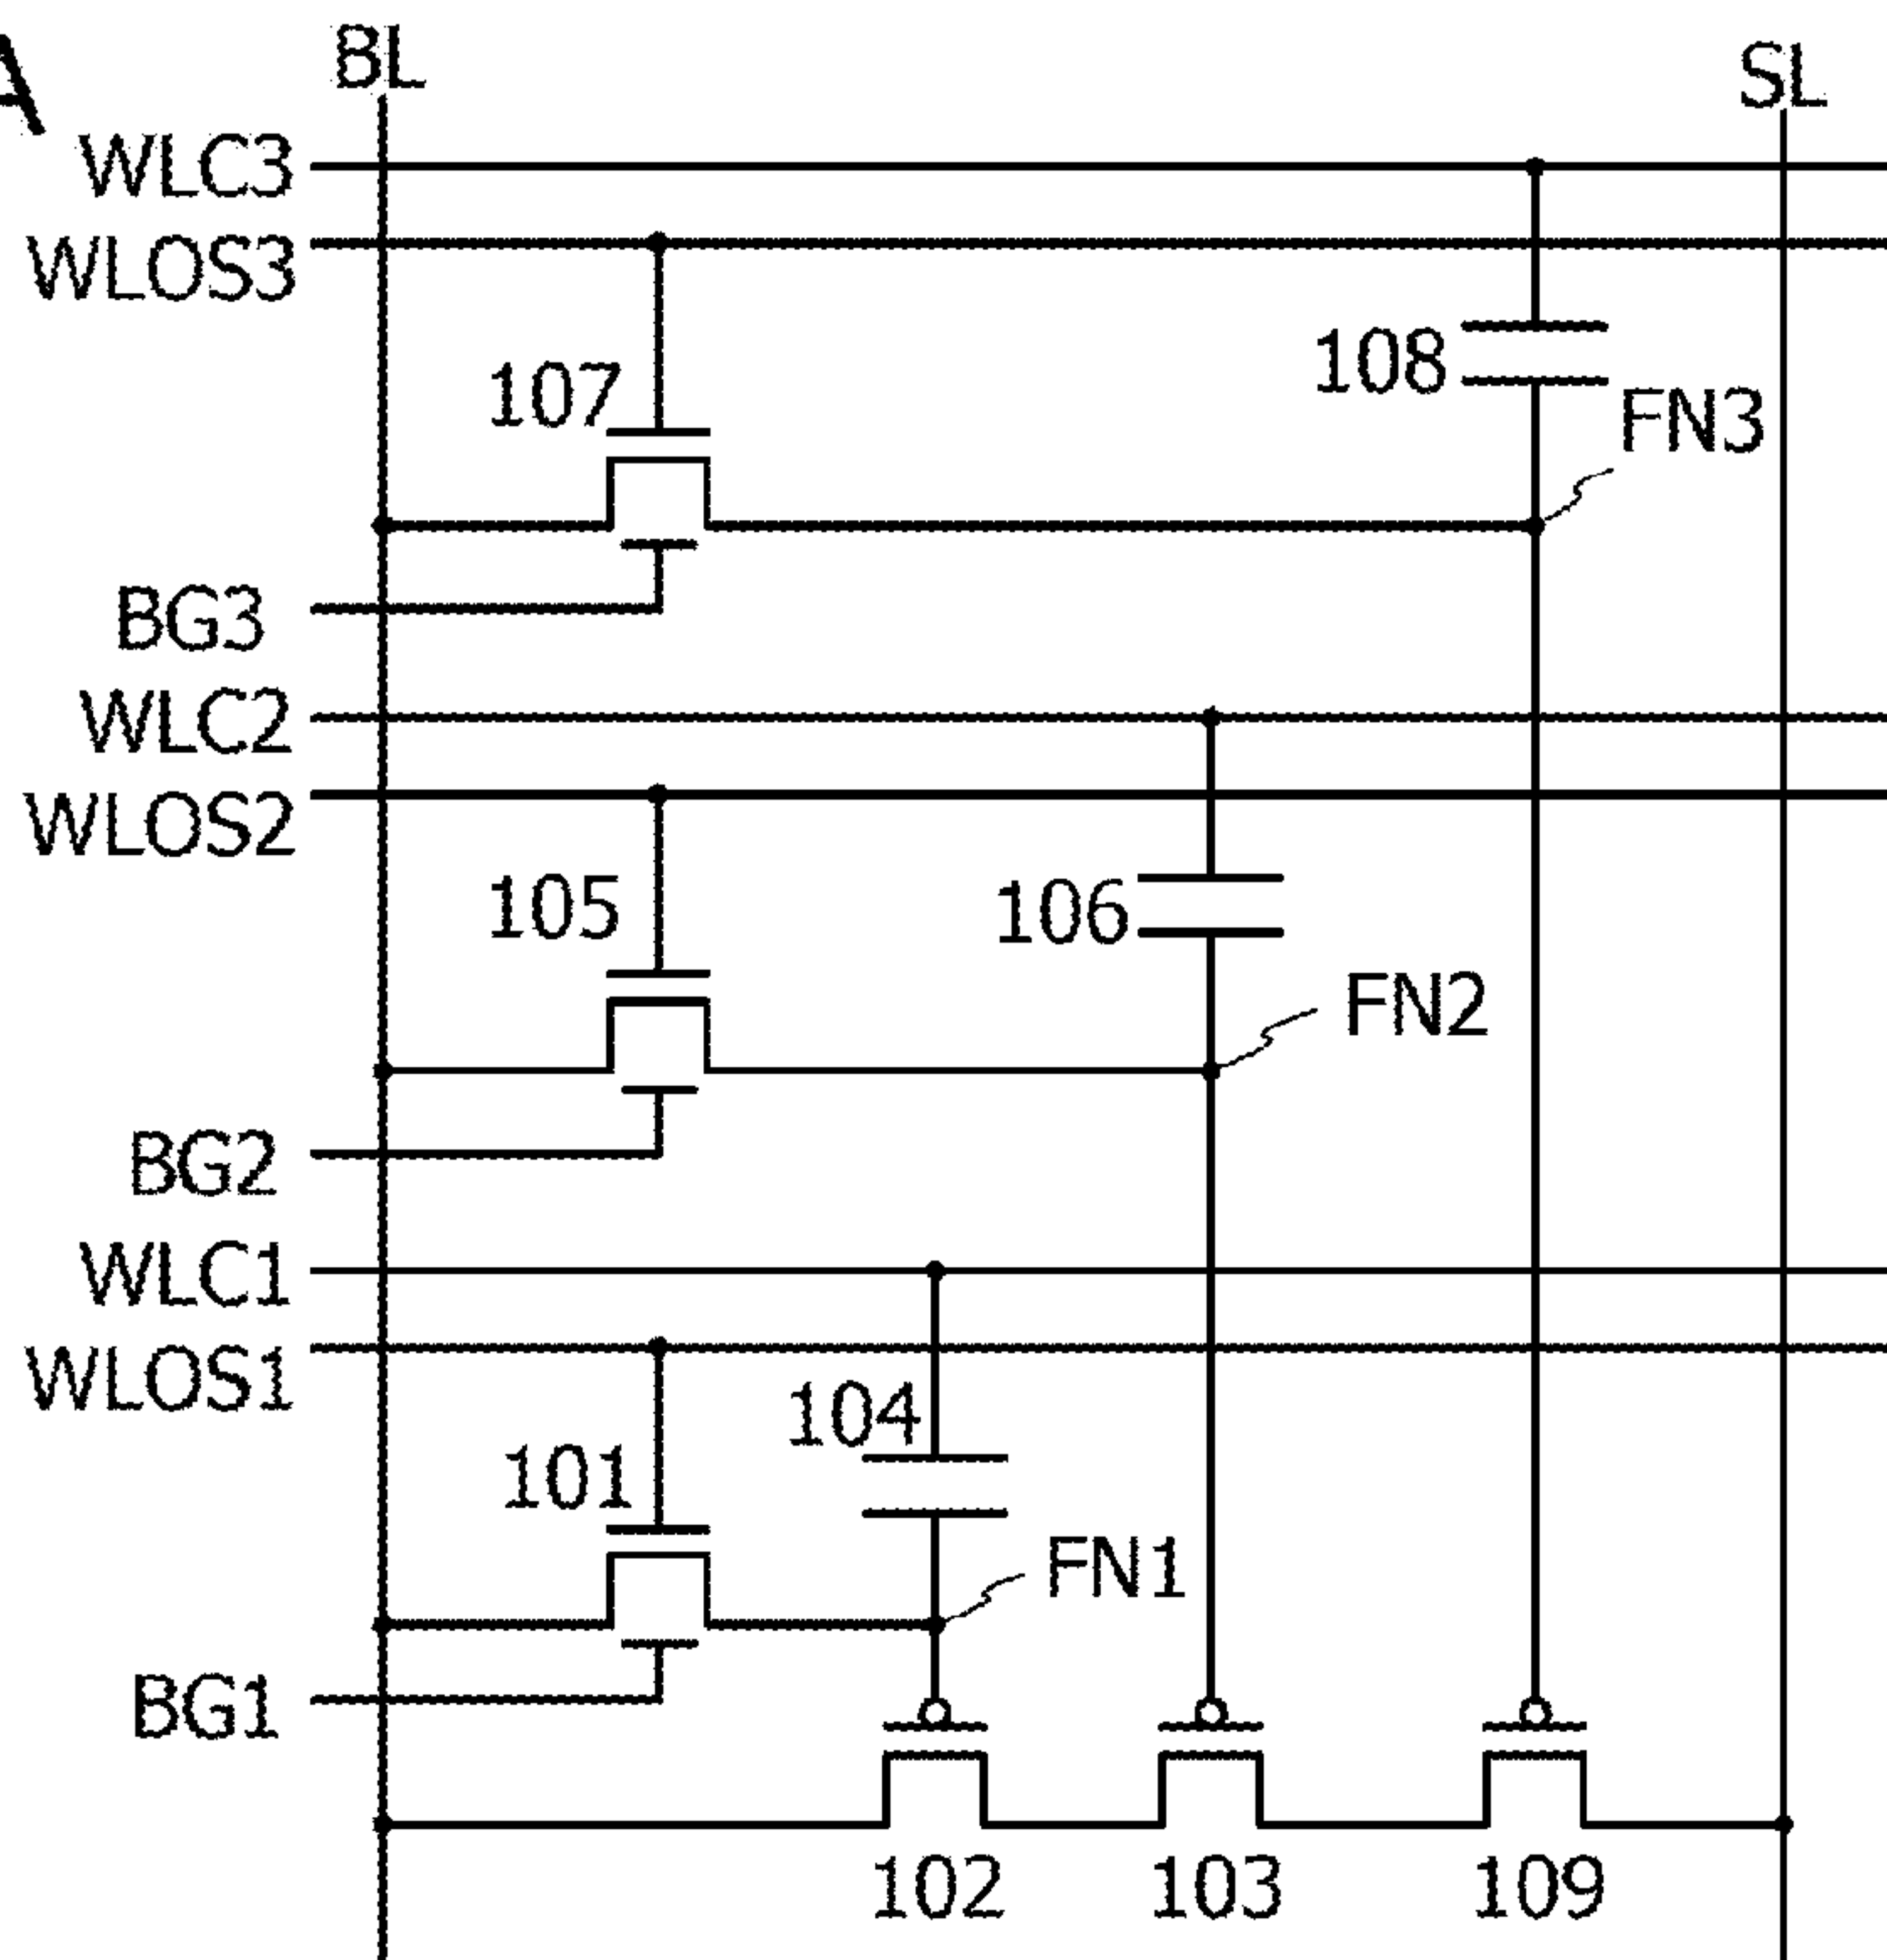 A
BL
SL
WLC3
WLOS3
108
107
FN3
BG3
WLC2
WLOS2
105
106
FN2
BG2
WLC1
WLOS1
104
101
FN1
BG1
102 103 109